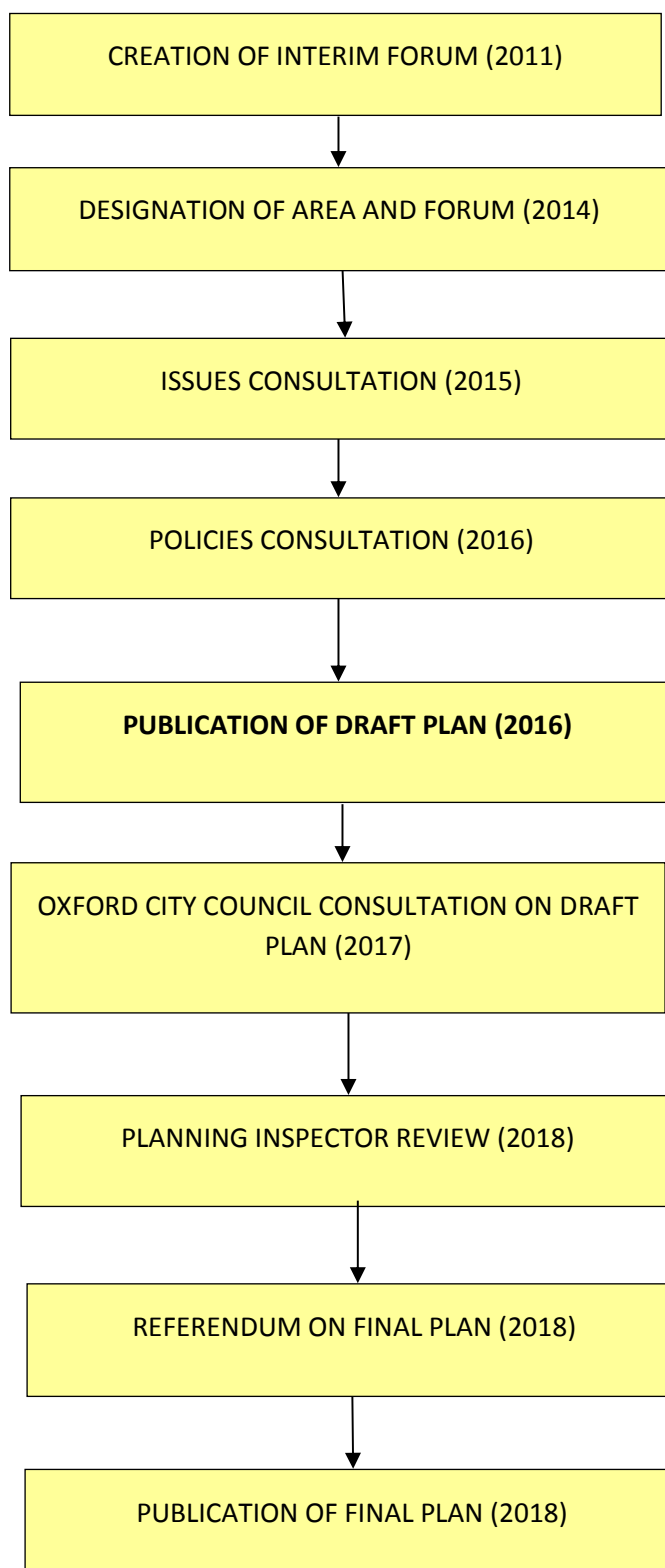 CREATION OF INTERIM FORUM (2011)
DESIGNATION OF AREA AND FORUM (2014)
ISSUES CONSULTATION (2015)
POLICIES CONSULTATION (2016)
PUBLICATION OF DRAFT PLAN (2016)
OXFORD CITY COUNCIL CONSULTATION ON DRAFT
PLAN (2017)
PLANNING INSPECTOR REVIEW (2018)
REFERENDUM ON FINAL PLAN (2018)
PUBLICATION OF FINAL PLAN (2018)